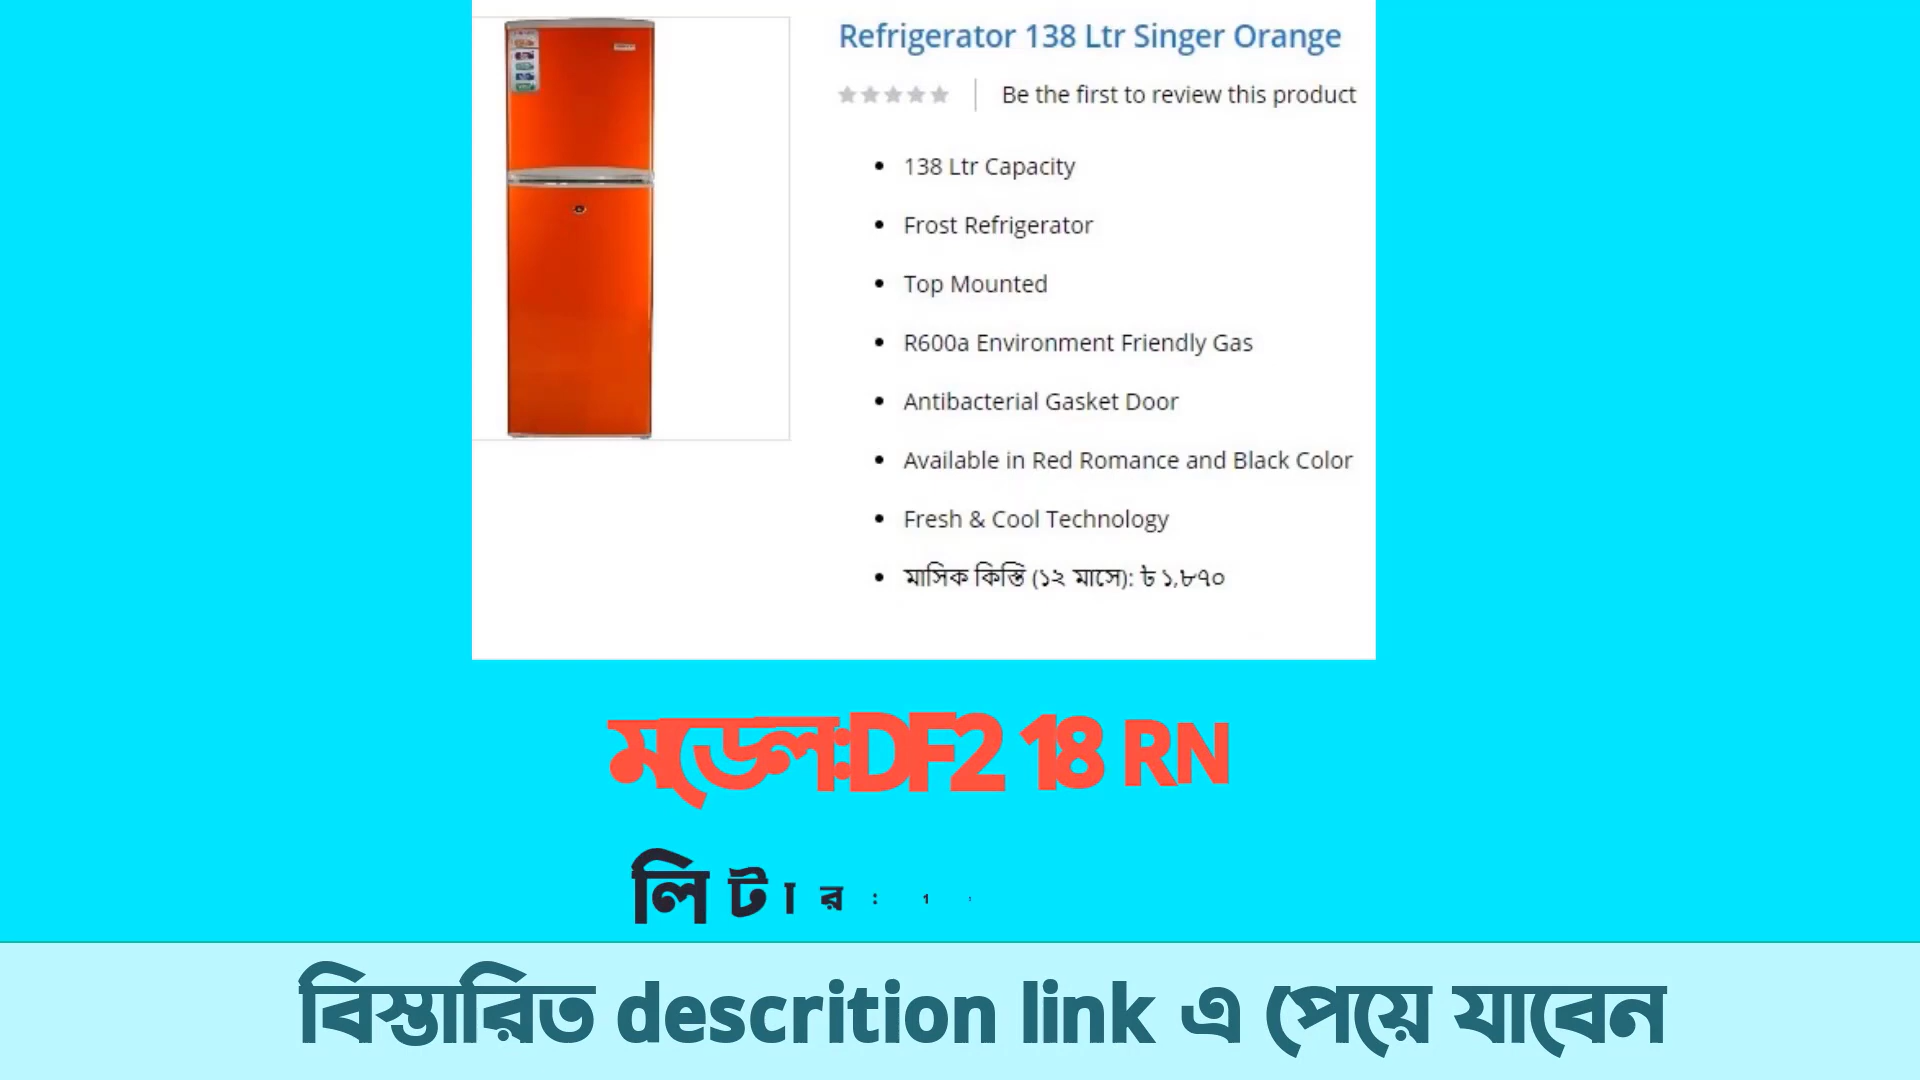 Refrigerator 138 Ltr Singer Orange
Be the first to review this product
138 Ltr Capacity
Frost Refrigerator
Top Mounted
R600a Environment Friendly Gas
Antibacterial Gasket Door
Available in Red Romance and Black Color
Fresh & Cool Technology
মাসিক কিস্তি (১২ মাসে): ৳ ১,৮৭০
মডেল:DF2 18 RN
লিটার: 1
বিস্তারিত descrition link এ পেয়ে যাবেন